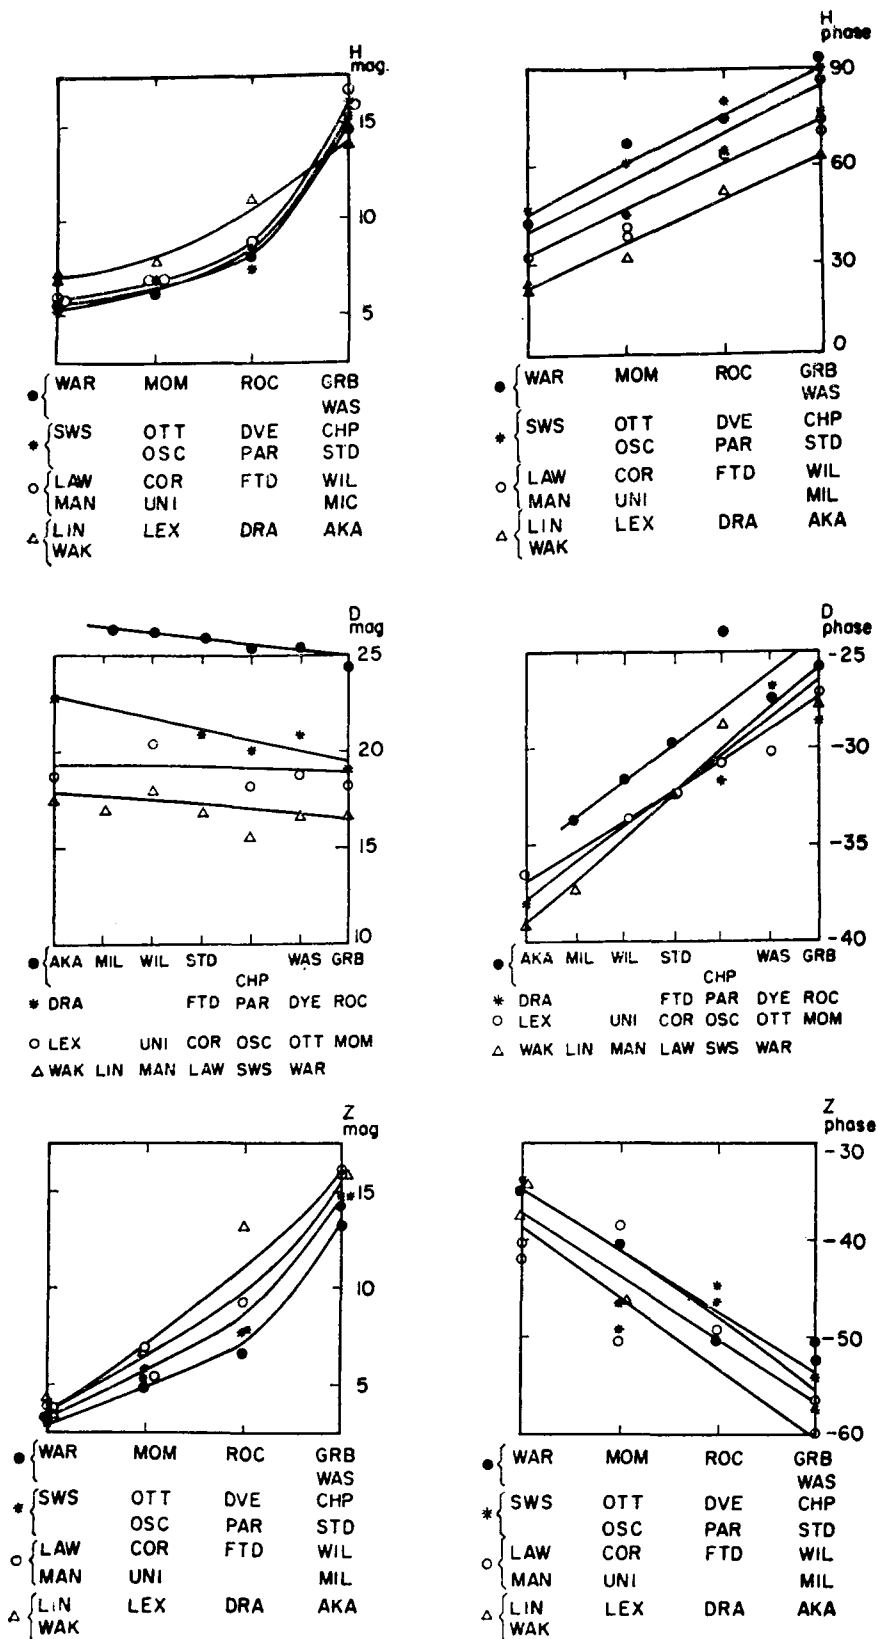 H
mag.
15
10
5
WAR MOM ROC GRB
WAS
SWS OTT DVE CHP
OSC PAR STD
LAW COR FTD WIL
MAN UNI MIC
LIN LEX DRA AKA
WAK
H
phase
90
60
30
0
WAR MOM ROC GRB
WAS
SWS OTT DVE CHP
OSC PAR STD
LAW COR FTD WIL
MAN UNI MIL
LIN LEX DRA AKA
WAK
D
mag
25
20
15
10
AKA MIL WIL STD WAS GRB
CHP
DRA FTD PAR DYE ROC
LEX UNI COR OSC OTT MOM
WAK LIN MAN LAW SWS WAR
D
phase
-25
-30
-35
-40
AKA MIL WIL STD WAS GRB
CHP
DRA FTD PAR DYE ROC
LEX UNI COR OSC OTT MOM
WAK LIN MAN LAW SWS WAR
Z
mag
15
10
5
WAR MOM ROC GRB
WAS
SWS OTT DVE CHP
OSC PAR STD
LAW COR FTD WIL
MAN UNI MIL
LIN LEX DRA AKA
WAK
Z
phase
-30
-40
-50
-60
WAR MOM ROC GRB
WAS
SWS OTT DVE CHP
OSC PAR STD
LAW COR FTD WIL
MAN UNI MIL
LIN LEX DRA AKA
WAK